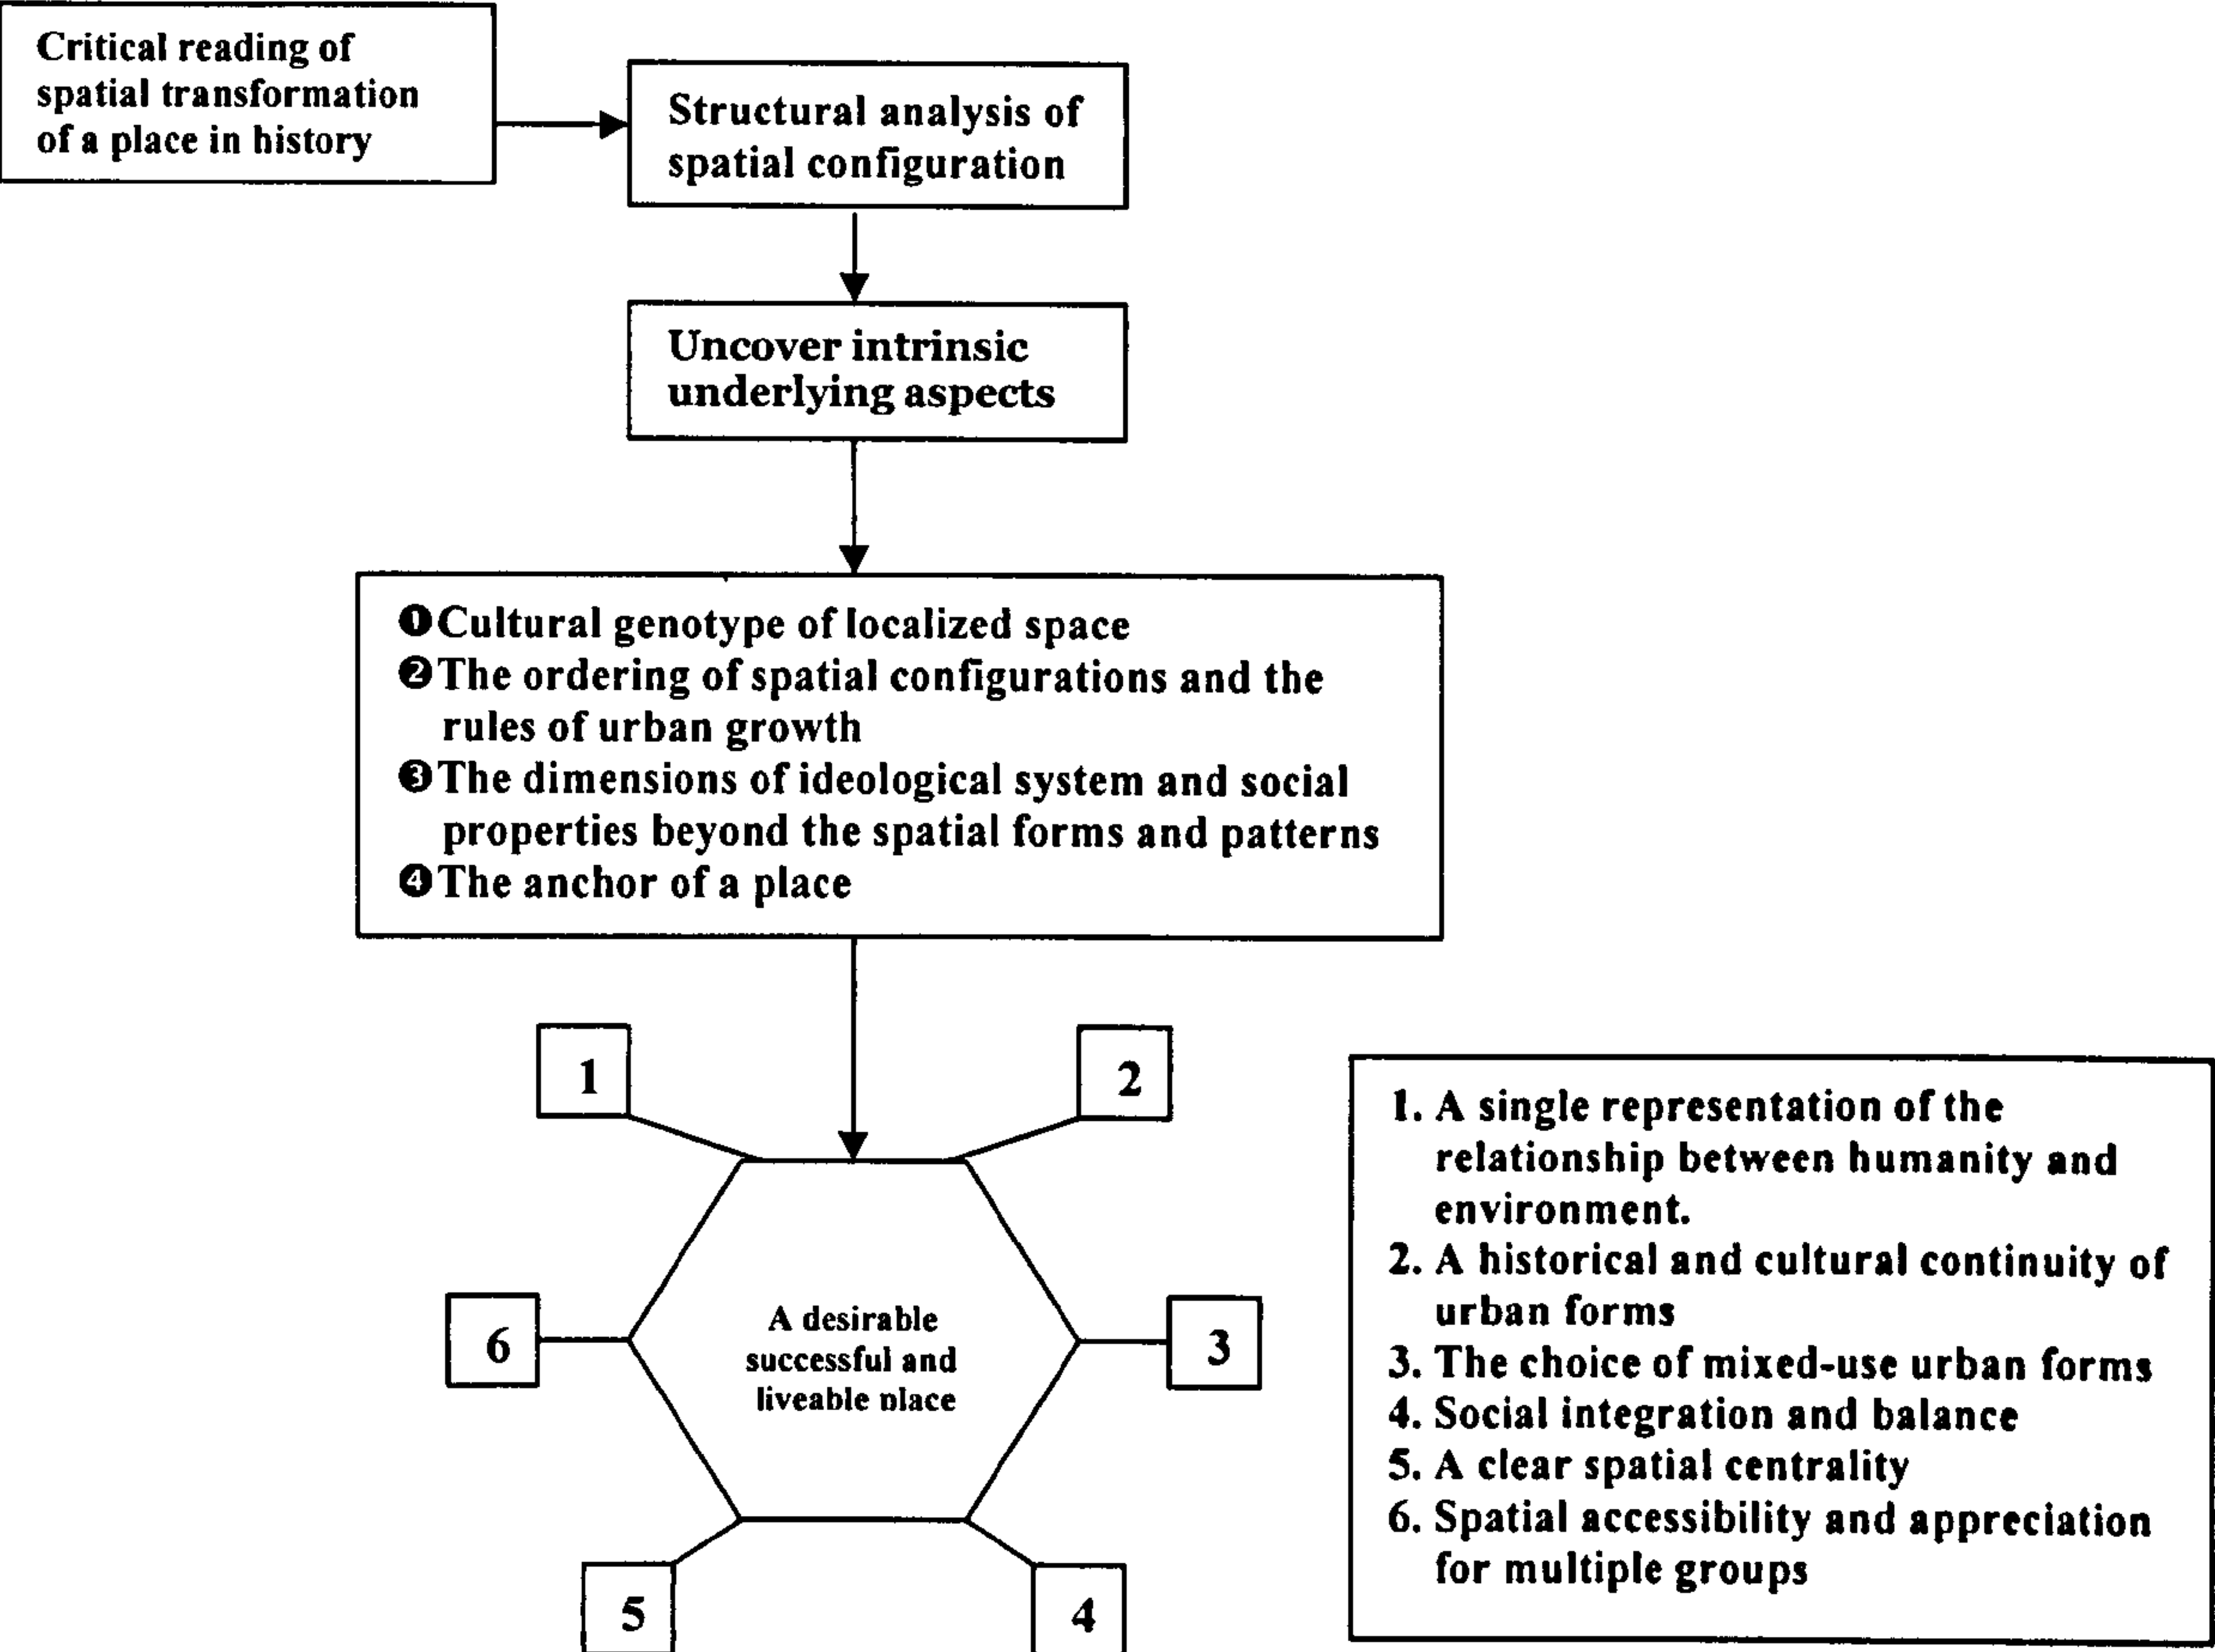 Critical reading of
spatial transformation
of a place in history
Structural analysis of
spatial configuration
Uncover intrinsic
underlying aspects
❶Cultural genotype of localized space
❷The ordering of spatial configurations and the
rules of urban growth
❸The dimensions of ideological system and social
properties beyond the spatial forms and patterns
❹The anchor of a place
1
2
6
A desirable
successful and
liveable place
3
5
4
1. A single representation of the
relationship between humanity and
environment.
2. A historical and cultural continuity of
urban forms
3. The choice of mixed-use urban forms
4. Social integration and balance
5. A clear spatial centrality
6. Spatial accessibility and appreciation
for multiple groups